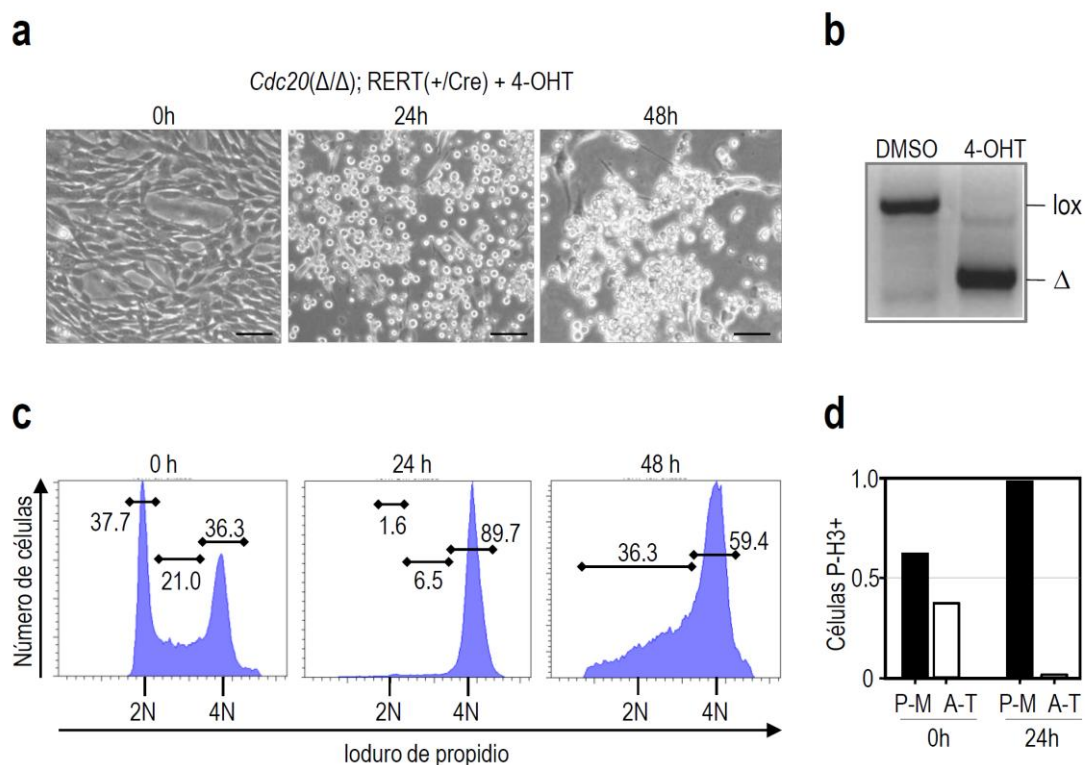 a
b
Cdc20(Δ/Δ); RERT(+/Cre) + 4-OHT
0h 24h 48h
DMSO 4-OHT
lox
Δ
c
d
0 h 24 h 48 h
Número de células
37.7
21.0
36.3
1.6
6.5
89.7
36.3
59.4
2N 4N 2N 4N 2N 4N
Ioduro de propidio
Células P-H3+
1.0
0.5
0
P-M A-T P-M A-T
0h 24h